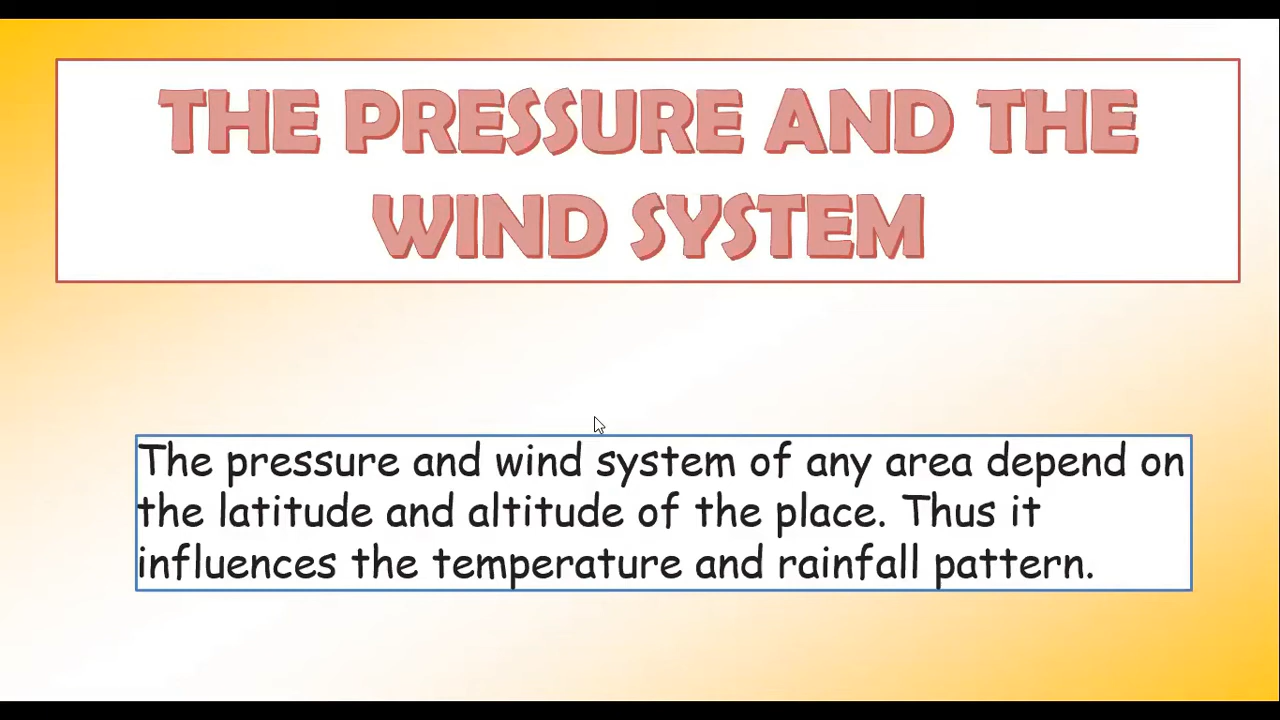 THE PRESSURE AND THE
WIND SYSTEM
The pressure and wind system of any area depend on
the latitude and altitude of the place. Thus it
influences the temperature and rainfall pattern.